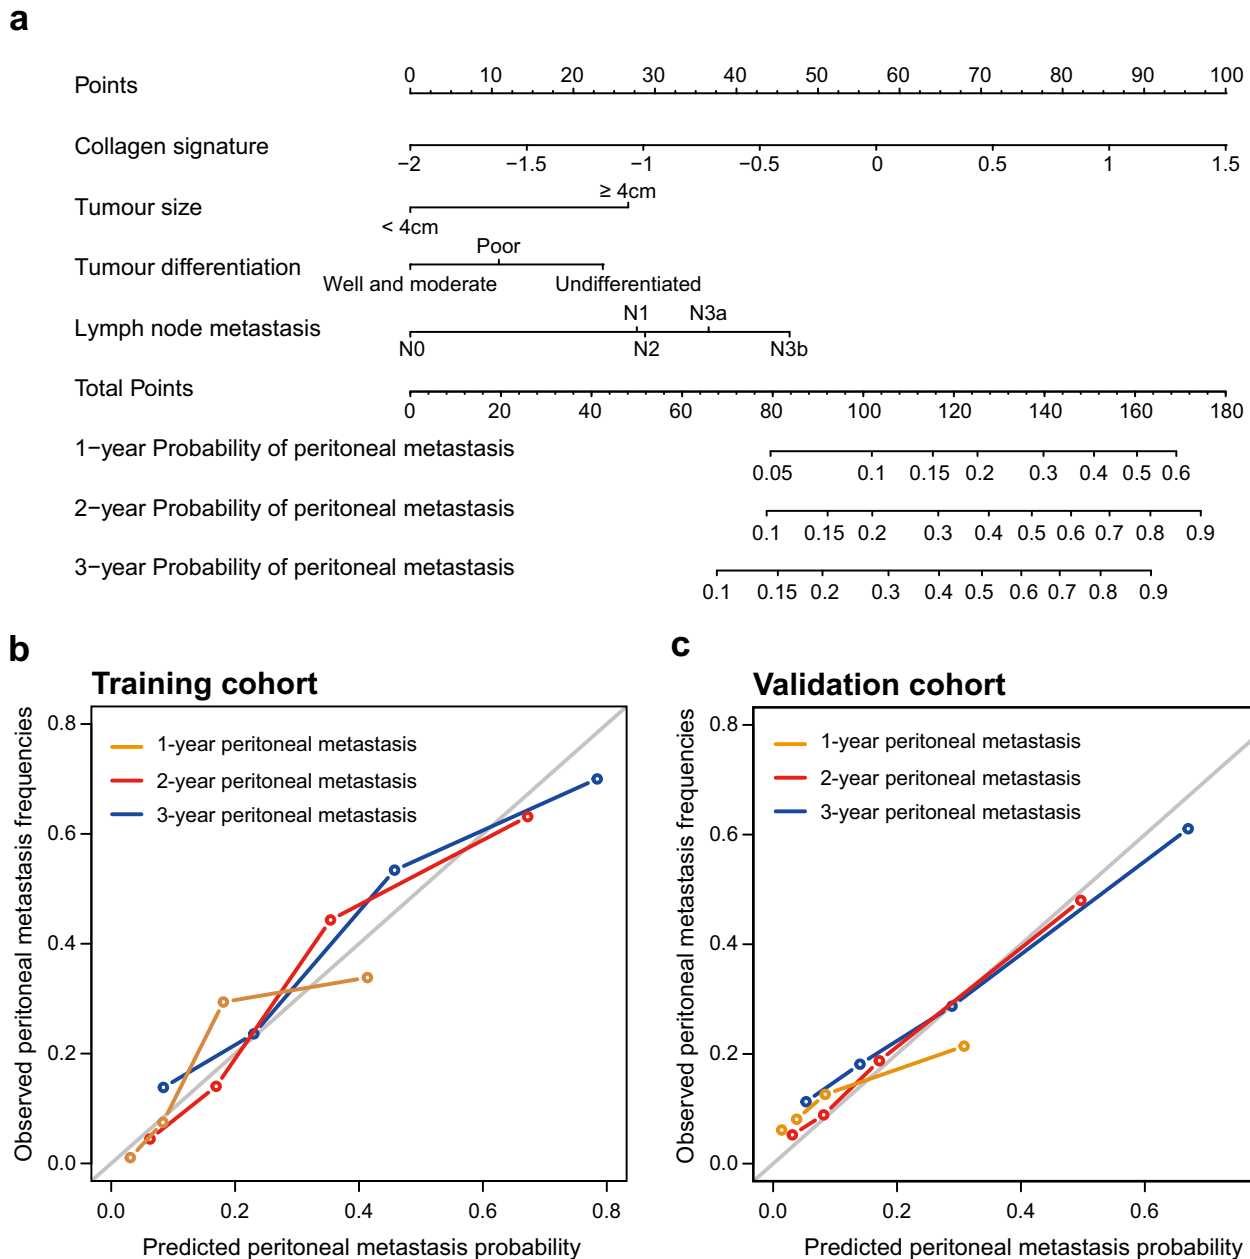 a
Points
0 10 20 30 40 50 60 70 80 90 100
Collagen signature
−2 −1.5 −1 −0.5 0 0.5 1 1.5
≥ 4cm
Tumour size
< 4cm
Poor
Tumour differentiation
Well and moderate Undifferentiated
N1 N3a
Lymph node metastasis
N0 N2 N3b
Total Points
0 20 40 60 80 100 120 140 160 180
1−year Probability of peritoneal metastasis
0.05 0.1 0.15 0.2 0.3 0.4 0.5 0.6
2−year Probability of peritoneal metastasis
0.1 0.15 0.2 0.3 0.4 0.5 0.6 0.7 0.8 0.9
3−year Probability of peritoneal metastasis
0.1 0.15 0.2 0.3 0.4 0.5 0.6 0.7 0.8 0.9
b
Training cohort
Observed peritoneal metastasis frequencies
0.8
0.6
0.4
0.2
0.0
1-year peritoneal metastasis
2-year peritoneal metastasis
3-year peritoneal metastasis
0.0 0.2 0.4 0.6 0.8
Predicted peritoneal metastasis probability
c
Validation cohort
Observed peritoneal metastasis frequencies
0.8
0.6
0.4
0.2
0.0
1-year peritoneal metastasis
2-year peritoneal metastasis
3-year peritoneal metastasis
0.0 0.2 0.4 0.6
Predicted peritoneal metastasis probability